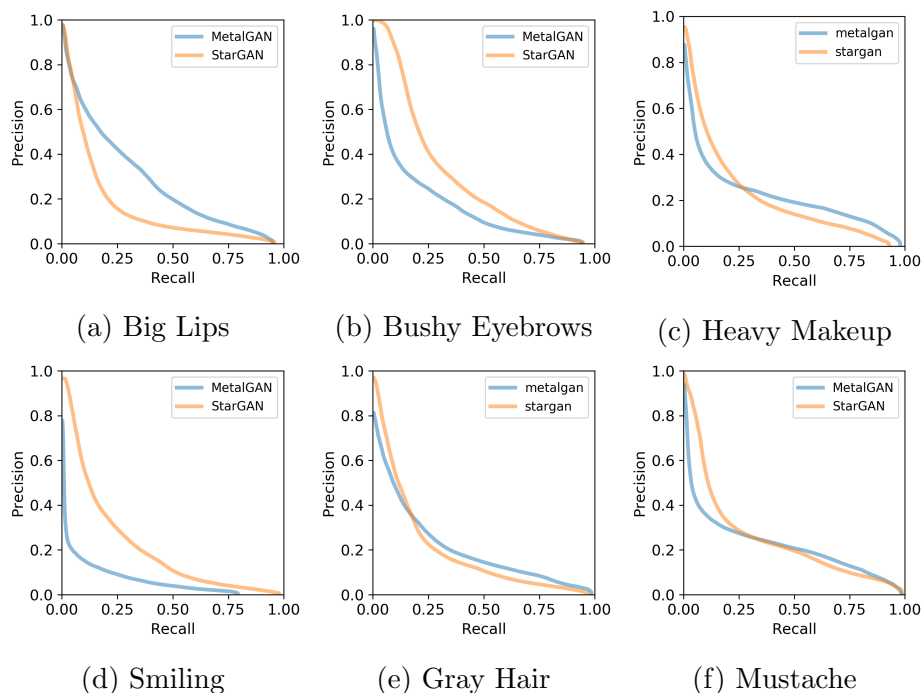 1.0
0.8
0.6
0.4
0.2
0.0
Precision
0.00 0.25 0.50 0.75 1.00
Recall
MetalGAN
StarGAN
(a) Big Lips
1.0
0.8
0.6
0.4
0.2
0.0
Precision
0.00 0.25 0.50 0.75 1.00
Recall
MetalGAN
StarGAN
(b) Bushy Eyebrows
1.0
0.8
0.6
0.4
0.2
0.0
Precision
0.00 0.25 0.50 0.75 1.00
Recall
metalgan
stargan
(c) Heavy Makeup
1.0
0.8
0.6
0.4
0.2
0.0
Precision
0.00 0.25 0.50 0.75 1.00
Recall
MetalGAN
StarGAN
(d) Smiling
1.0
0.8
0.6
0.4
0.2
0.0
Precision
0.00 0.25 0.50 0.75 1.00
Recall
metalgan
stargan
(e) Gray Hair
1.0
0.8
0.6
0.4
0.2
0.0
Precision
0.00 0.25 0.50 0.75 1.00
Recall
MetalGAN
StarGAN
(f) Mustache